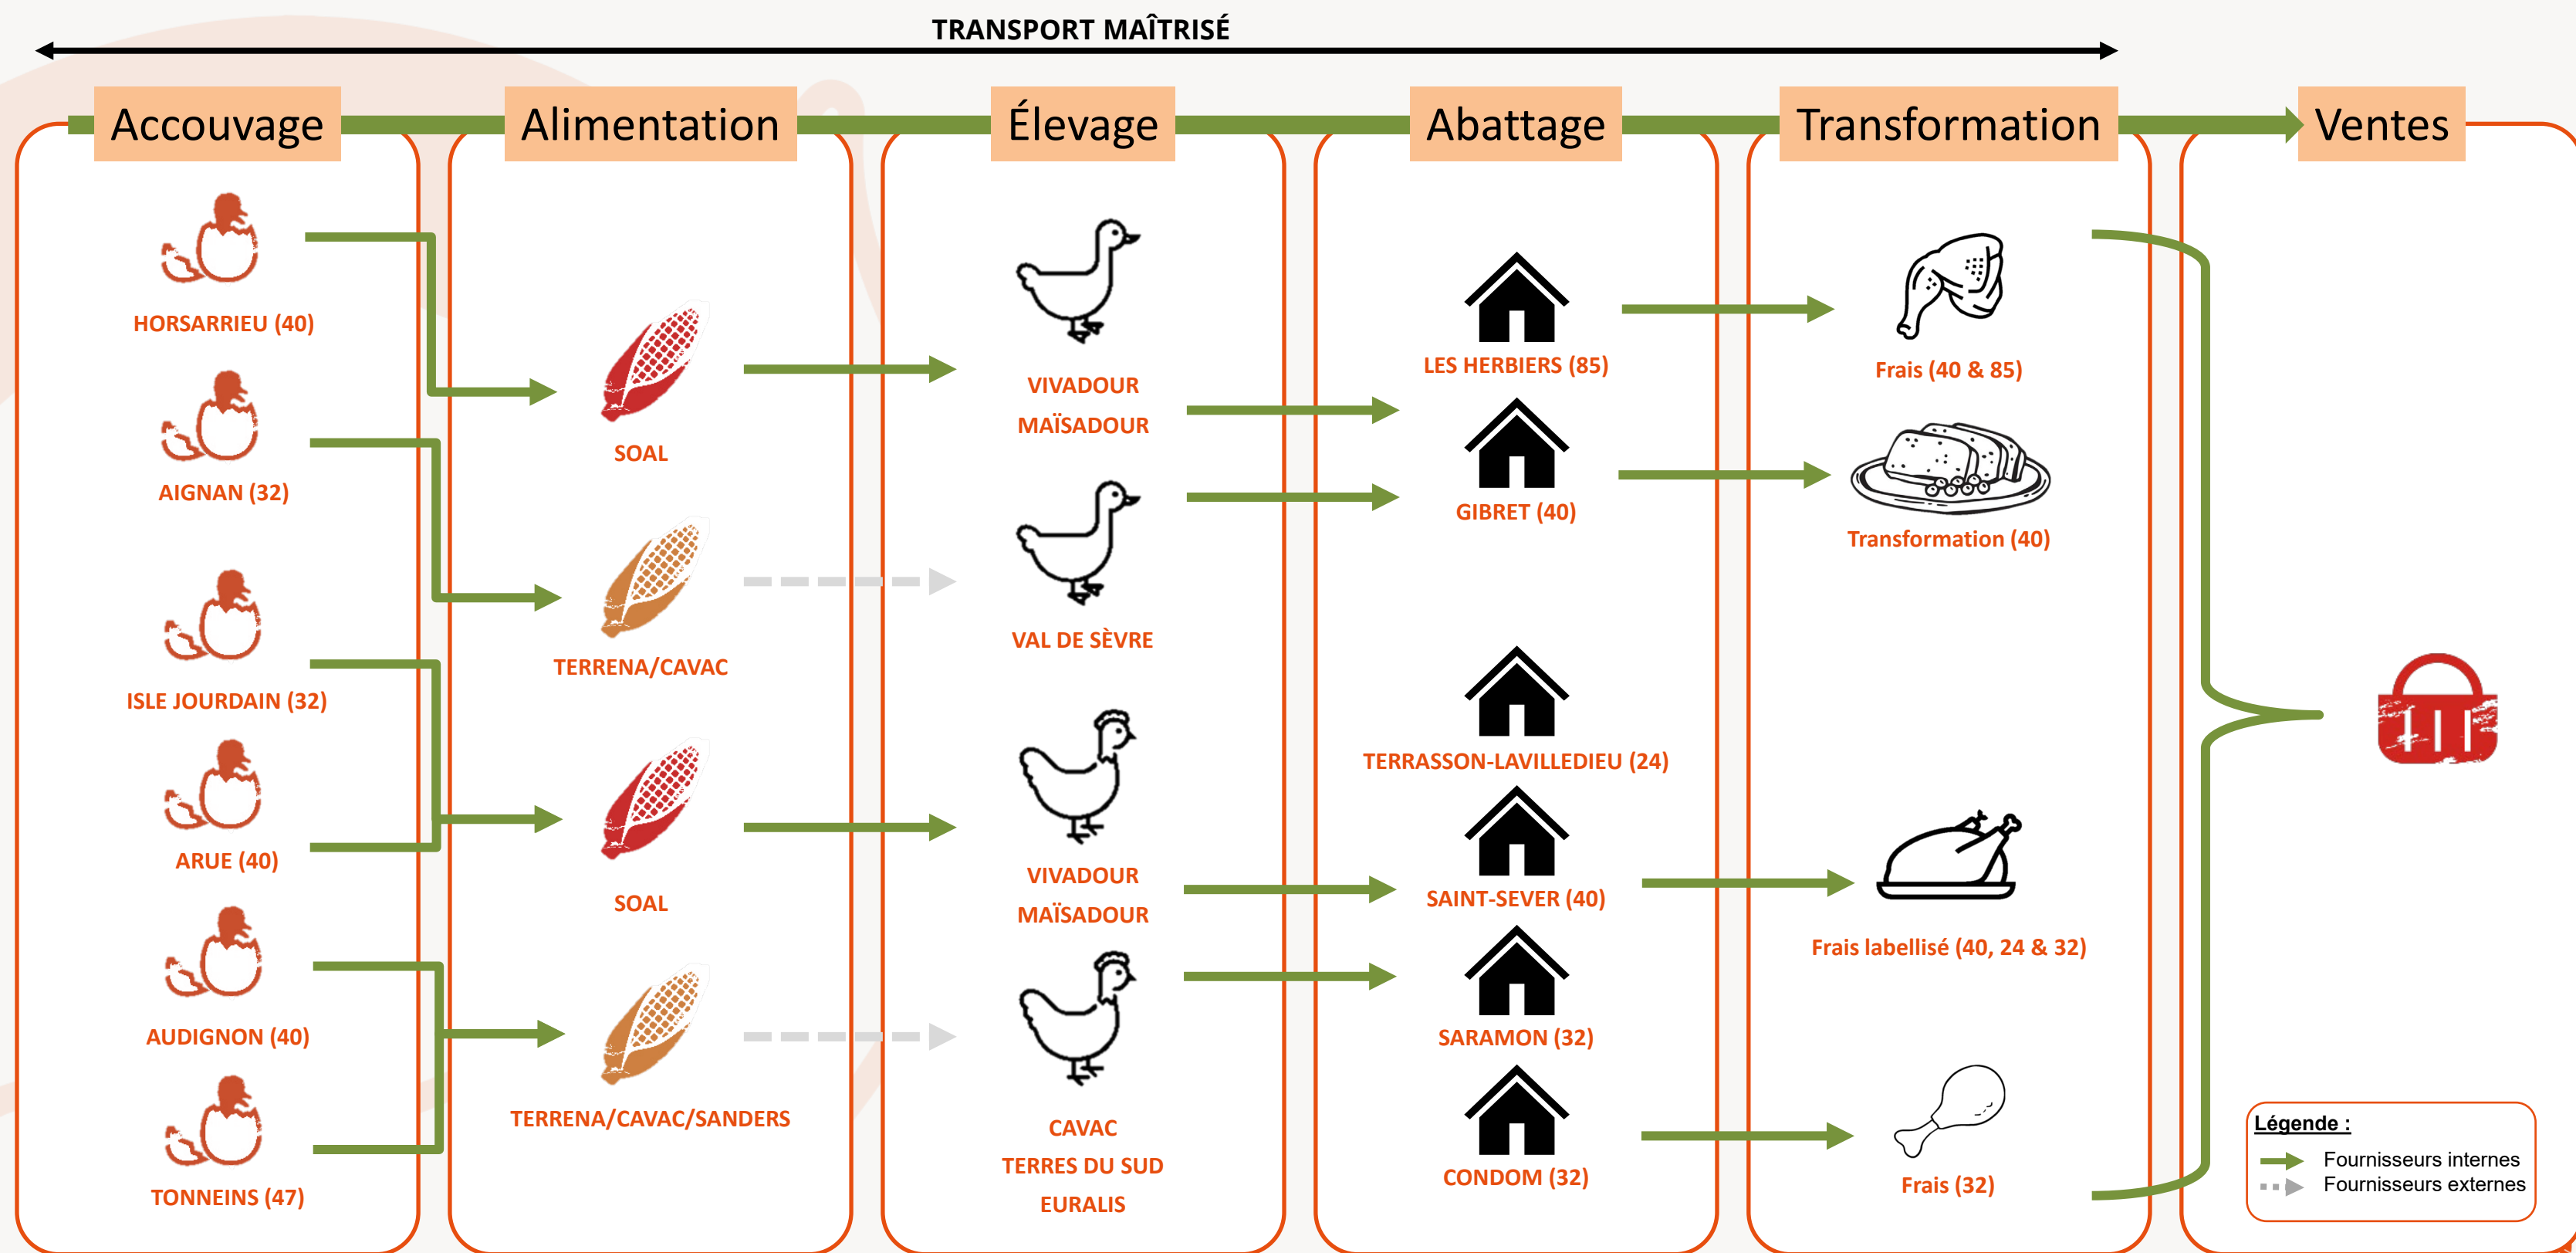 TRANSPORT MAÎTRISÉ
Accouvage
Alimentation
Élevage
Abattage
Transformation
Ventes
HORSARRIEU (40)
AIGNAN (32)
ISLE JOURDAIN (32)
ARUE (40)
AUDIGNON (40)
TONNEINS (47)
SOAL
TERRENA/CAVAC
SOAL
TERRENA/CAVAC/SANDERS
VIVADOUR
MAÏSADOUR
VAL DE SÈVRE
VIVADOUR
MAÏSADOUR
CAVAC
TERRES DU SUD
EURALIS
LES HERBIERS (85)
GIBRET (40)
TERRASSON-LAVILLEDIEU (24)
SAINT-SEVER (40)
SARAMON (32)
CONDOM (32)
Frais (40 & 85)
Transformation (40)
Frais labellisé (40, 24 & 32)
Frais (32)
Légende :
Fournisseurs internes
Fournisseurs externes